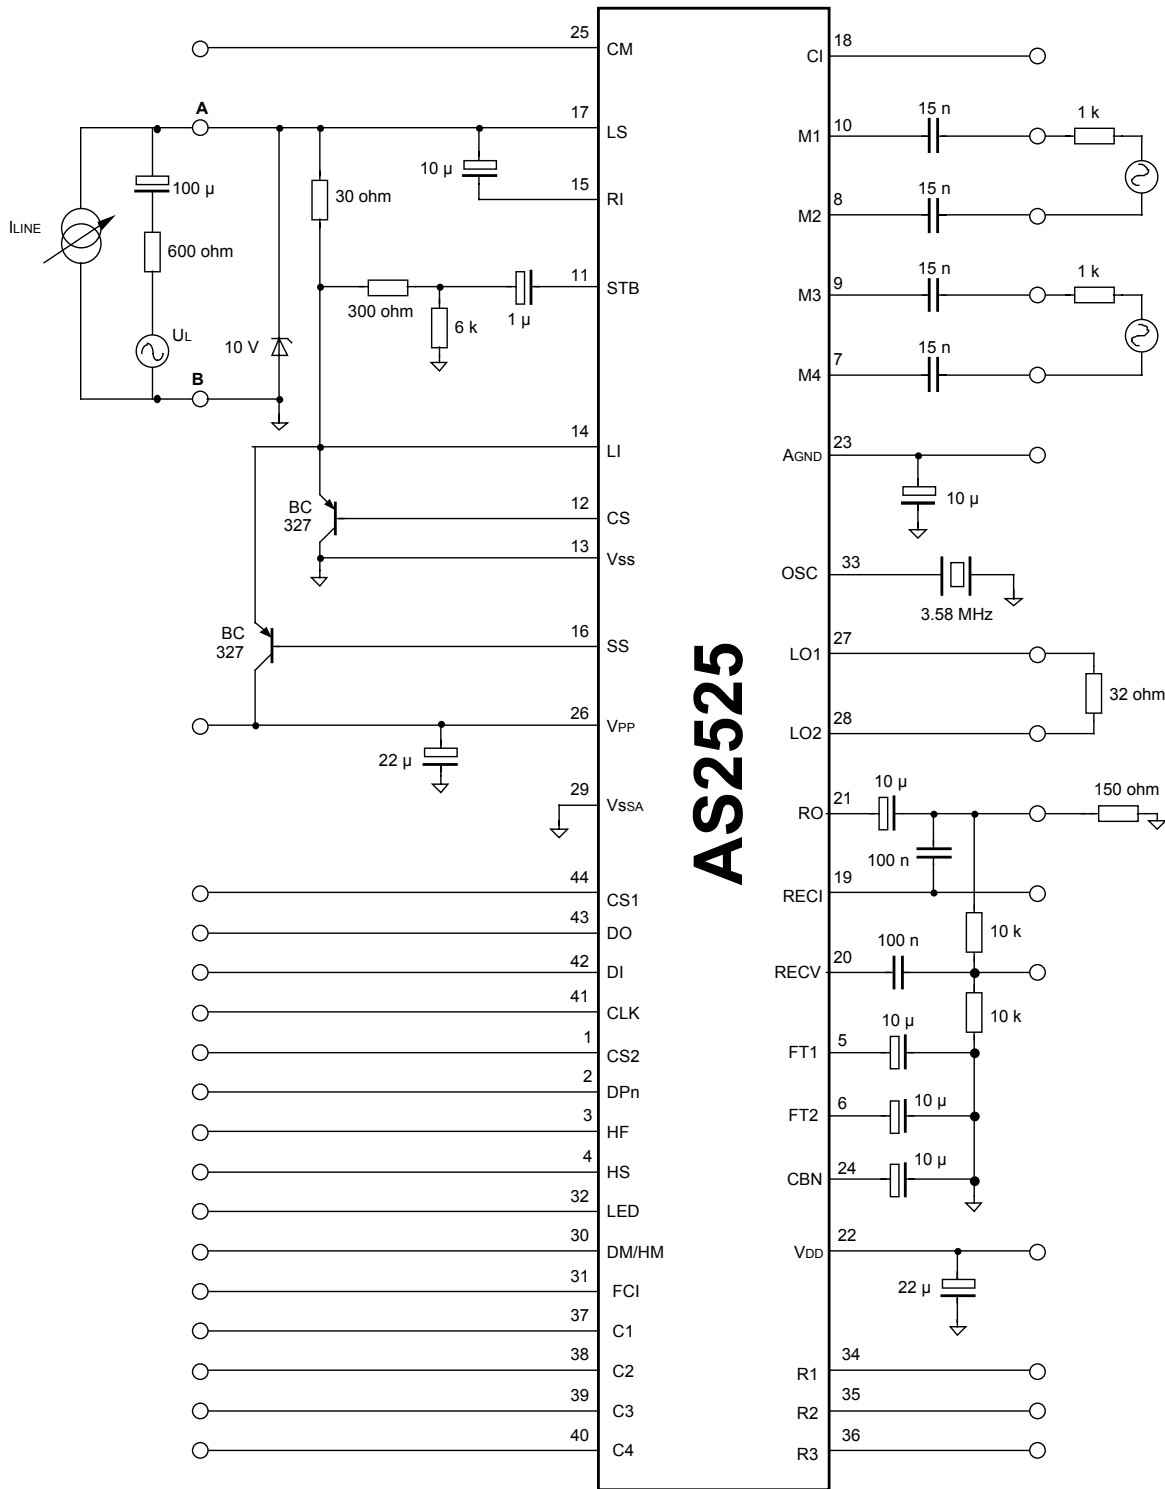 25
CM
18
CI
A
17
LS
15 n
10
M1
1 k
100 µ
10 µ
15
RI
30 ohm
ILINE
600 ohm
15 n
8
M2
11
STB
300 ohm
1 µ
6 k
15 n
9
M3
1 k
UL
10 V
B
15 n
7
M4
14
LI
23
AGND
10 µ
BC
327
12
CS
13
Vss
33
OSC
3.58 MHz
BC
327
16
SS
27
LO1
32 ohm
26
VPP
22 µ
28
LO2
29
VSSA
AS2525
21
RO
10 µ
150 ohm
100 n
44
CS1
19
RECI
43
DO
10 k
42
DI
20
RECV
100 n
41
CLK
10 k
1
CS2
5
FT1
10 µ
2
DPn
6
FT2
10 µ
3
HF
4
HS
24
CBN
10 µ
32
LED
30
DM/HM
22
VDD
22 µ
31
FCI
37
C1
38
C2
34
R1
39
C3
35
R2
40
C4
36
R3